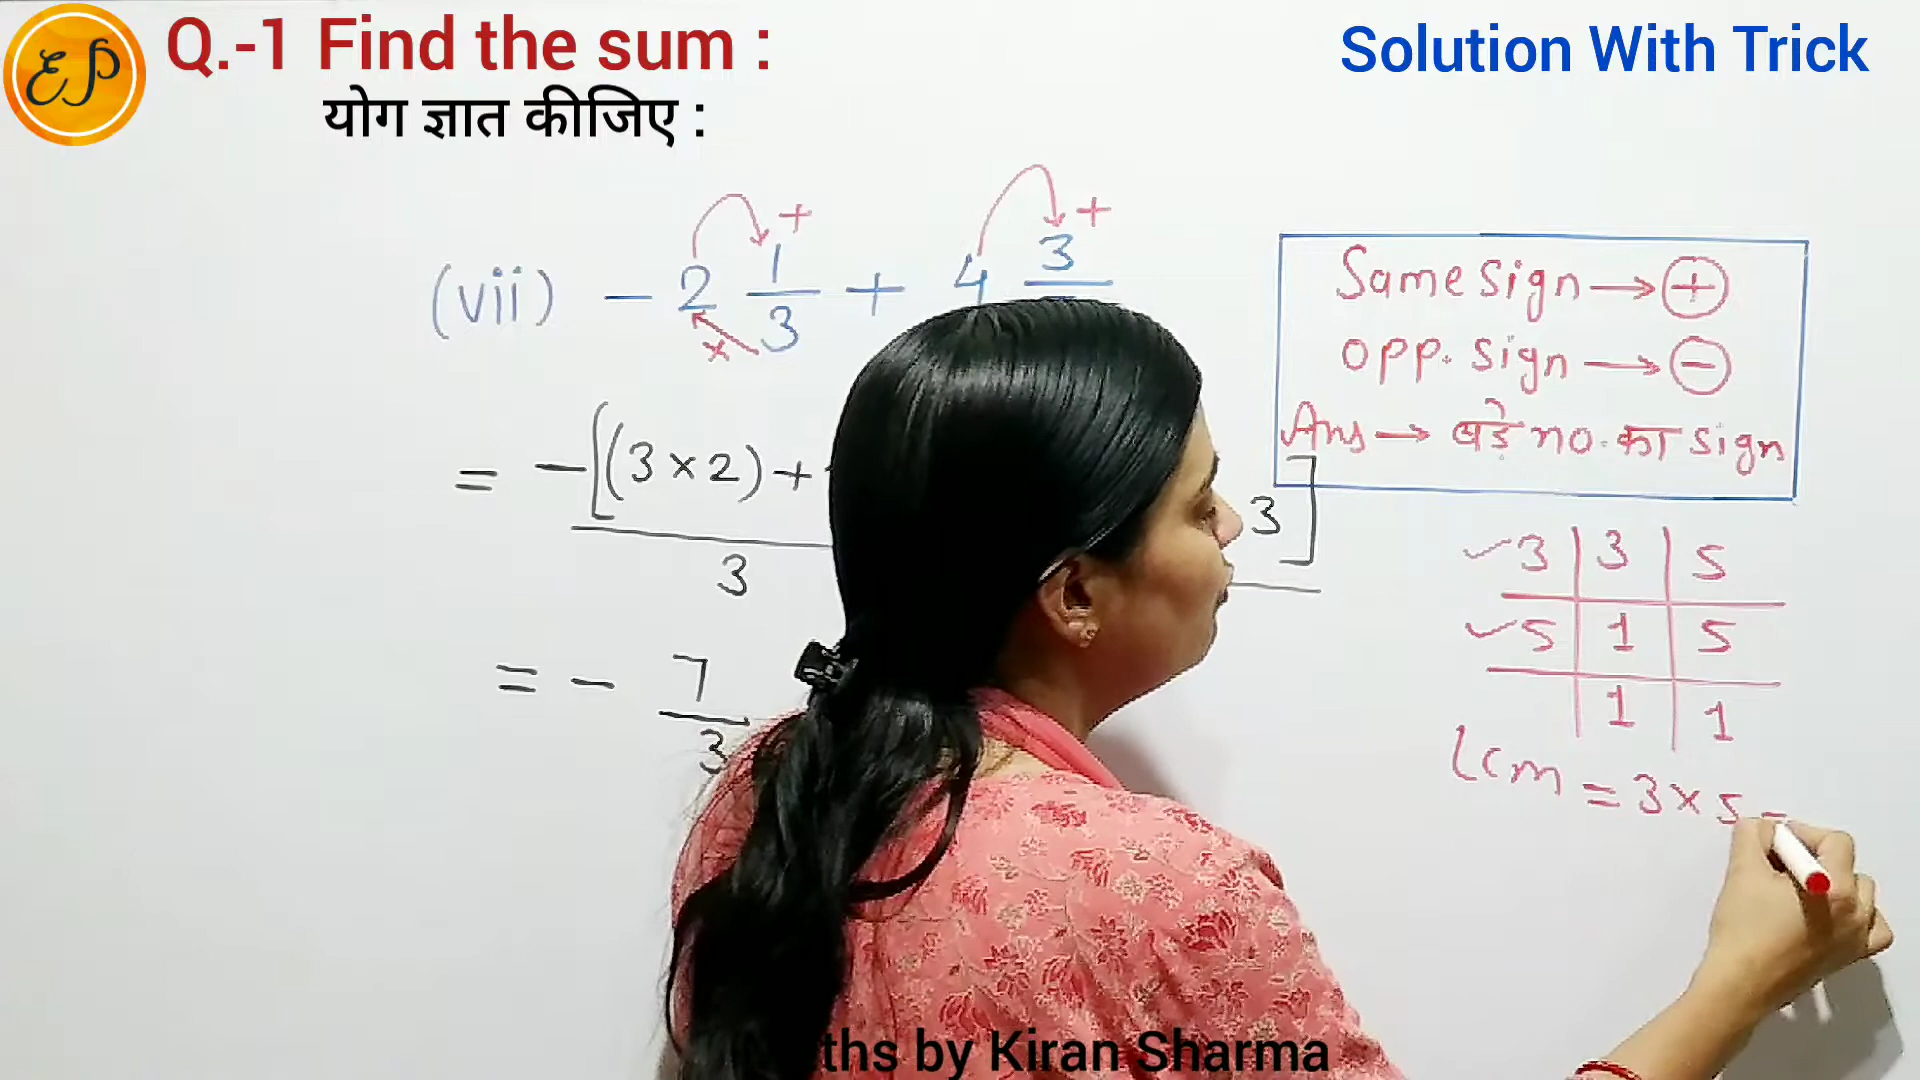 EP
Q.-1 Find the sum :
Solution With Trick
योग ज्ञात कीजिए :
+ +
(vii) - 2 1/3 + 4 3
×
Same sign → +
opp. sign → -
Ans → बड़े no. का sign
= - [(3 × 2) +
3
3 ]
= - 7/3
✓3 | 3 | 5
✓5 | 1 | 5
1 | 1
Lcm = 3 × 5 =
ths by Kiran Sharma